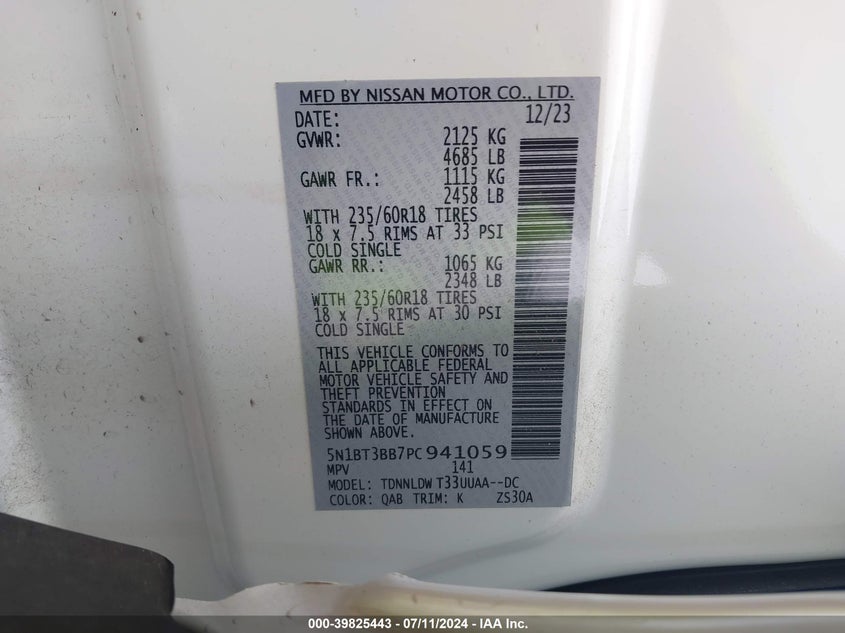 MFD BY NISSAN MOTOR CO., LTD.
DATE: 12/23
GVWR: 2125 KG
4685 LB
GAWR FR.: 1115 KG
2458 LB
WITH 235/60R18 TIRES
18 x 7.5 RIMS AT 33 PSI
COLD SINGLE
GAWR RR.: 1065 KG
2348 LB
WITH 235/60R18 TIRES
18 x 7.5 RIMS AT 30 PSI
COLD SINGLE
THIS VEHICLE CONFORMS TO
ALL APPLICABLE FEDERAL
MOTOR VEHICLE SAFETY AND
THEFT PREVENTION
STANDARDS IN EFFECT ON
THE DATE OF MANUFACTURE
SHOWN ABOVE.
5N1BT3BB7PC941059
MPV 141
MODEL: TDNNLDW T33UUAA--DC
COLOR: QAB TRIM: K ZS30A
000-39825443 - 07/11/2024 - IAA Inc.